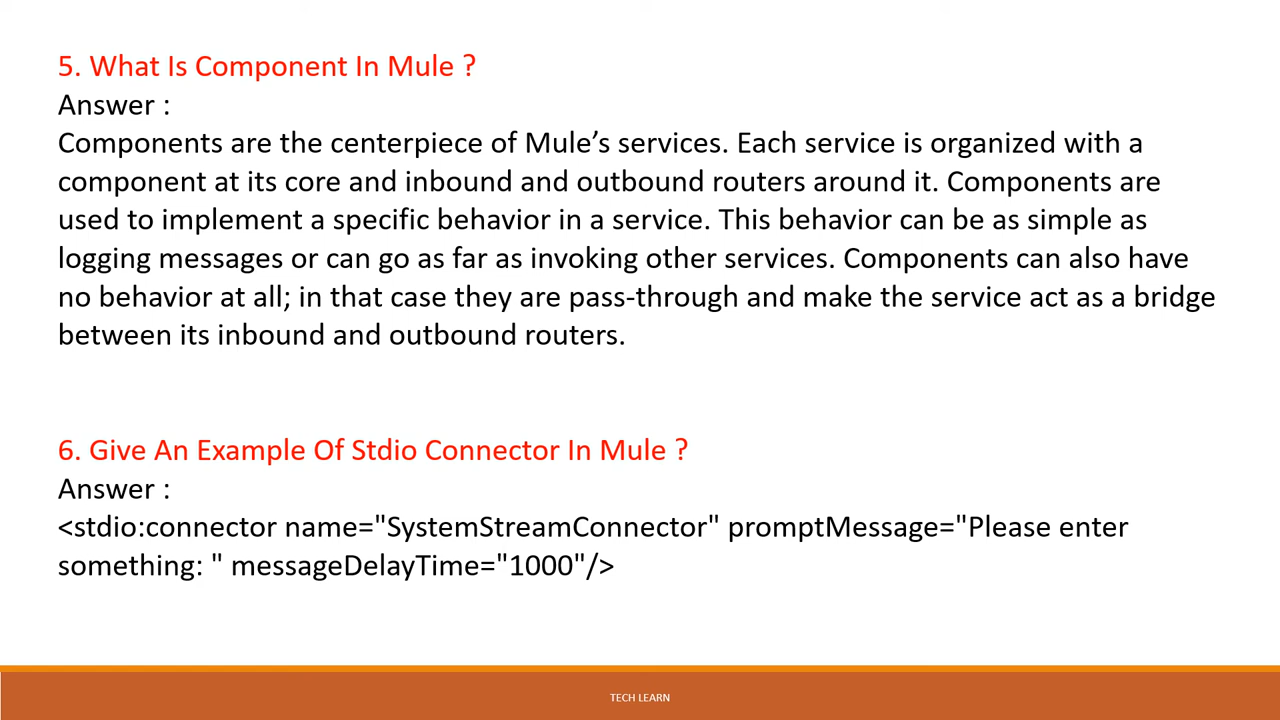 5. What Is Component In Mule ?
Answer :
Components are the centerpiece of Mule’s services. Each service is organized with a
component at its core and inbound and outbound routers around it. Components are
used to implement a specific behavior in a service. This behavior can be as simple as
logging messages or can go as far as invoking other services. Components can also have
no behavior at all; in that case they are pass-through and make the service act as a bridge
between its inbound and outbound routers.
6. Give An Example Of Stdio Connector In Mule ?
Answer :
<stdio:connector name="SystemStreamConnector" promptMessage="Please enter
something: " messageDelayTime="1000"/>
TECH LEARN